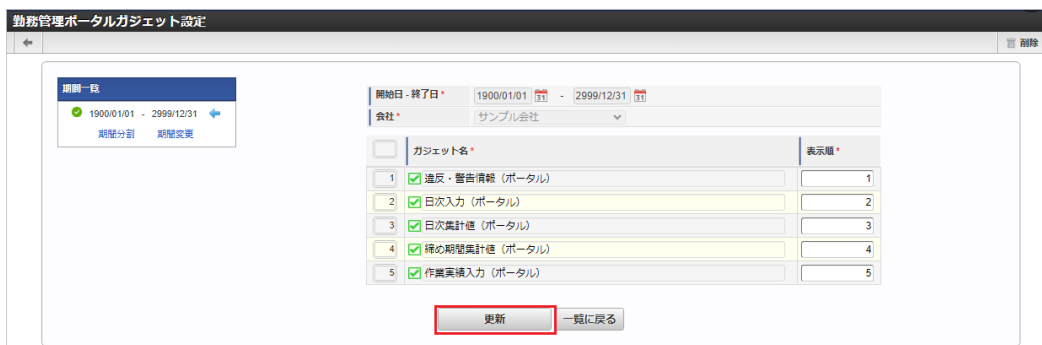 勤務管理ポータルガジェット設定
削除
期間一覧
1900/01/01 - 2999/12/31
期間分割 期間変更
開始日 - 終了日* 1900/01/01 31 - 2999/12/31 31
会社* サンプル会社
ガジェット名* 表示順*
1 違反・警告情報（ポータル） 1
2 日次入力（ポータル） 2
3 日次集計値（ポータル） 3
4 締め期間集計値（ポータル） 4
5 作業実績入力（ポータル） 5
更新 一覧に戻る